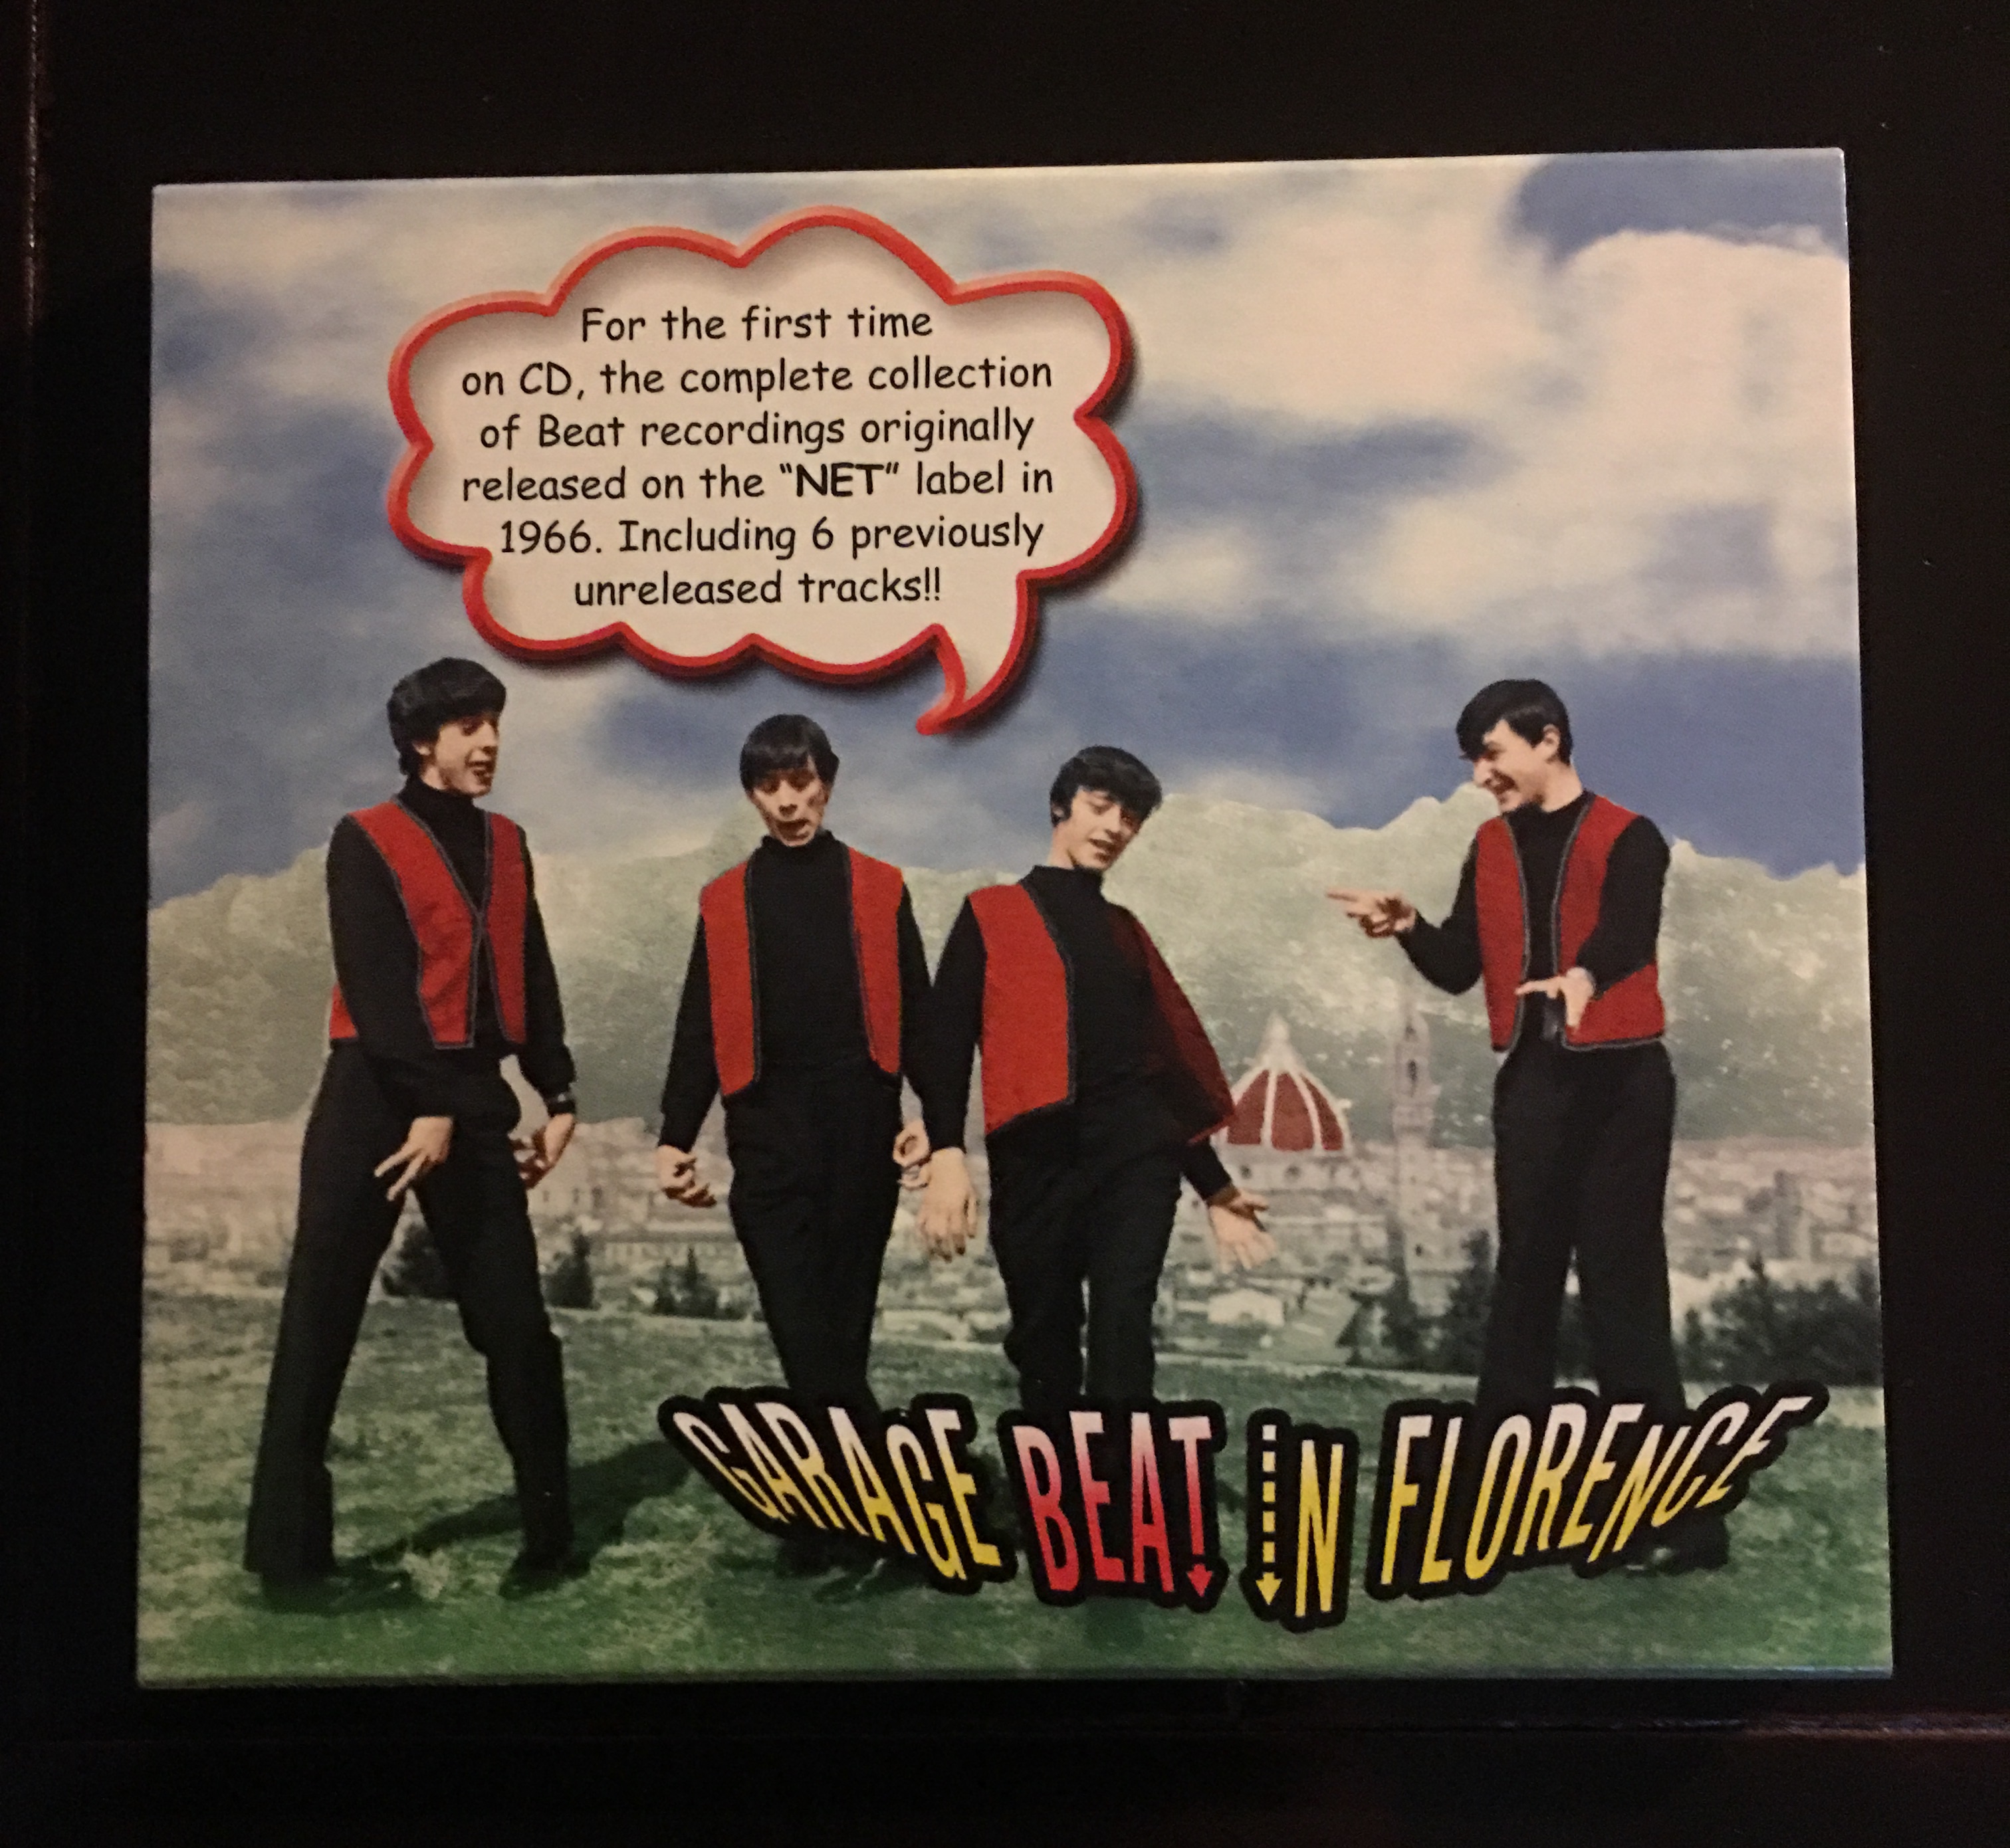 For the first time
on CD, the complete collection
of Beat recordings originally
released on the “NET” label in
1966. Including 6 previously
unreleased tracks!!
GARAGE BEAT IN FLORENCE